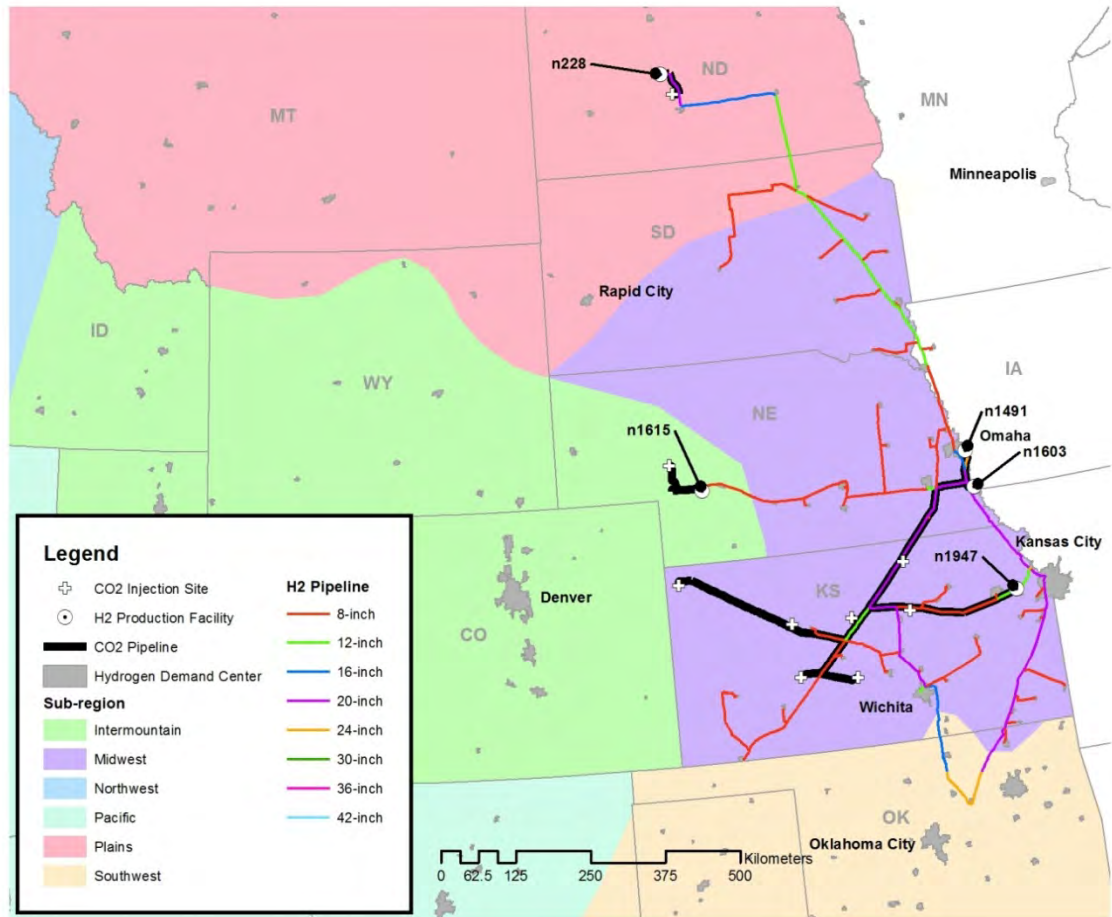 n228
ND
MT
MN
Minneapolis
SD
Rapid City
ID
WY
IA
NE
n1491
n1615
Omaha
n1603
Kansas City
n1947
KS
Denver
CO
Wichita
OK
Oklahoma City
Legend
CO2 Injection Site
H2 Production Facility
CO2 Pipeline
Hydrogen Demand Center
Sub-region
Intermountain
Midwest
Northwest
Pacific
Plains
Southwest
H2 Pipeline
8-inch
12-inch
16-inch
20-inch
24-inch
30-inch
36-inch
42-inch
Kilometers
0 62.5 125 250 375 500